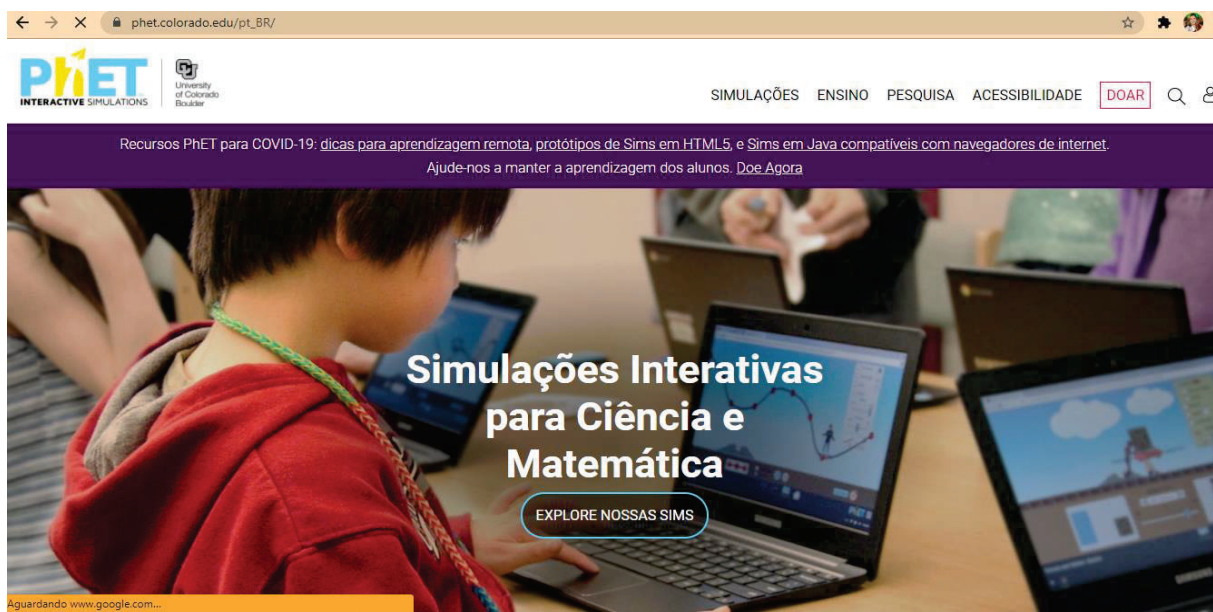 phet.colorado.edu/pt_BR/
PhET
INTERACTIVE SIMULATIONS
University
of Colorado
Boulder
SIMULAÇÕES ENSINO PESQUISA ACESSIBILIDADE DOAR
Recursos PhET para COVID-19: dicas para aprendizagem remota, protótipos de Sims em HTML5, e Sims em Java compatíveis com navegadores de internet.
Ajude-nos a manter a aprendizagem dos alunos. Doe Agora
Simulações Interativas
para Ciência e
Matemática
EXPLORE NOSSAS SIMS
Aguardando www.google.com...